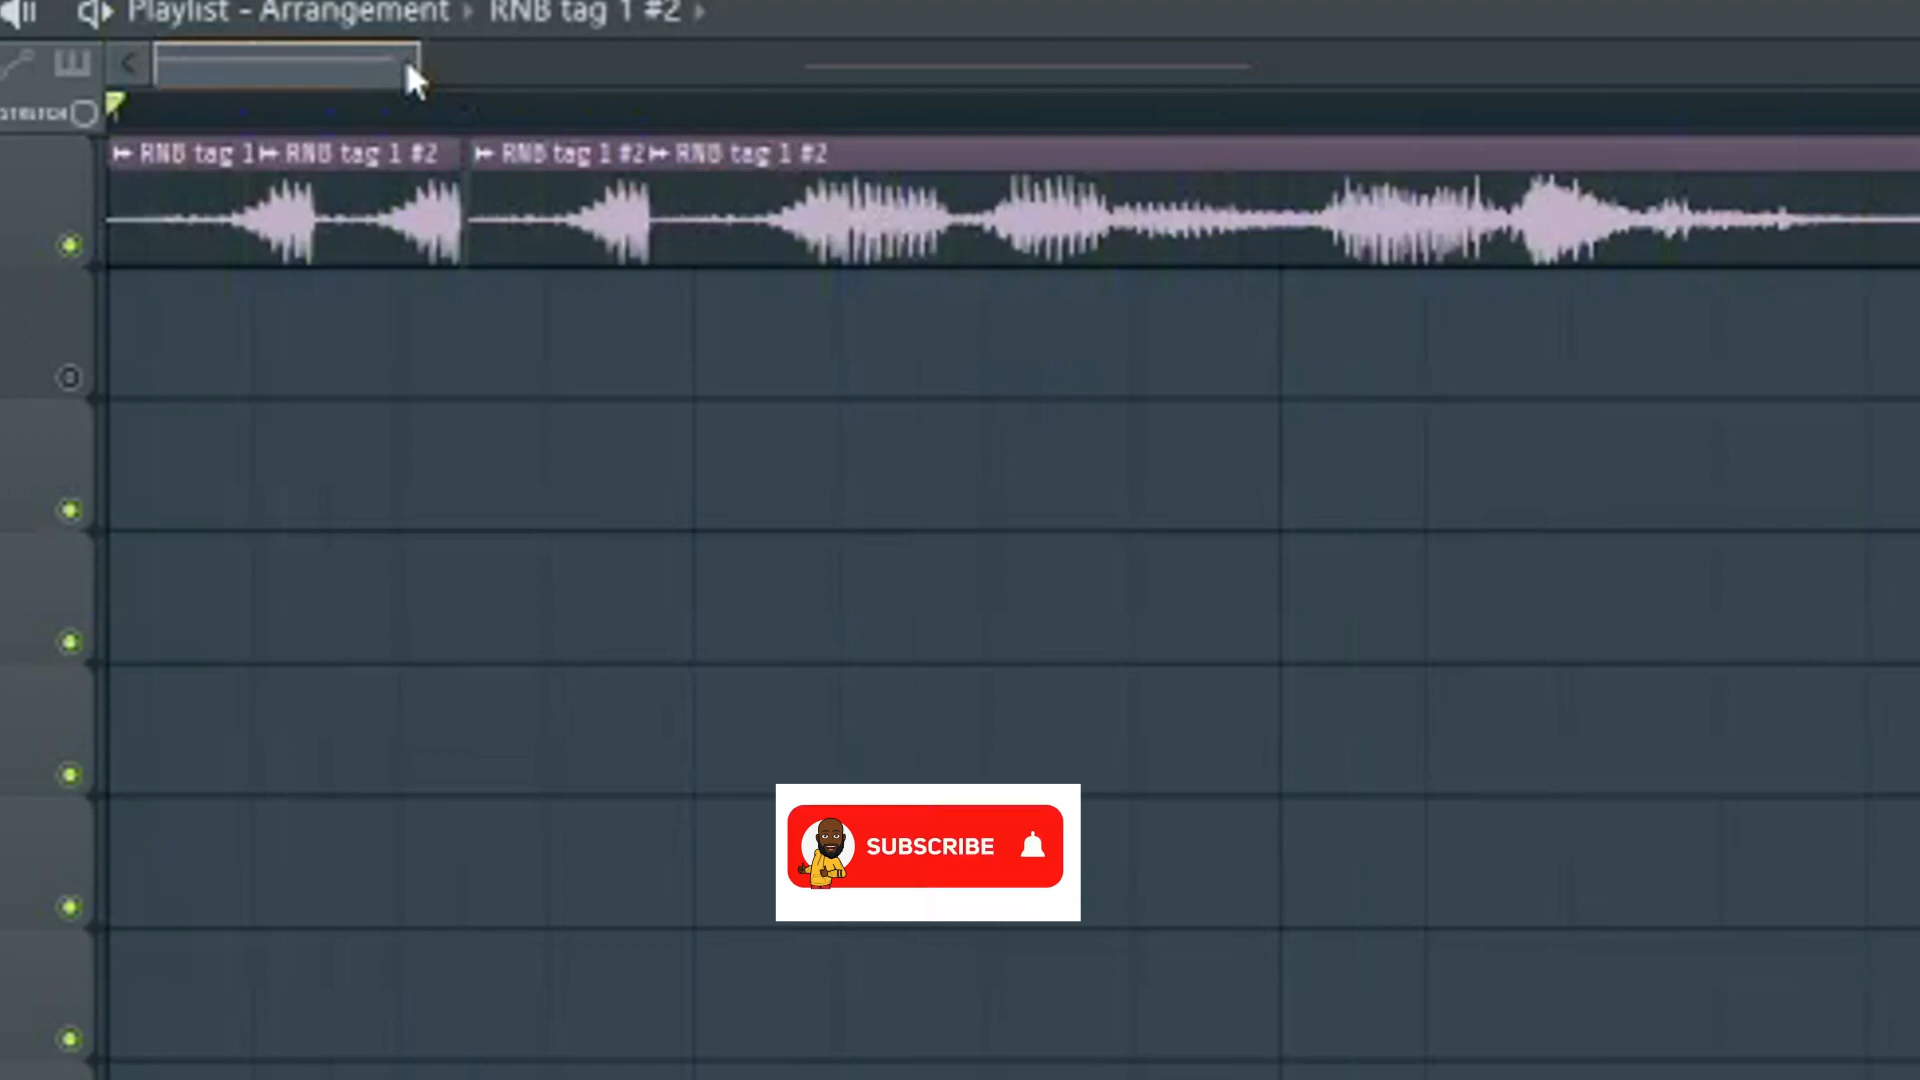 Playlist - Arrangement › RNB tag 1 #2 ›
STRETCH
RNB tag 1 RNB tag 1 #2 RNB tag 1 #2 RNB tag 1 #2
SUBSCRIBE